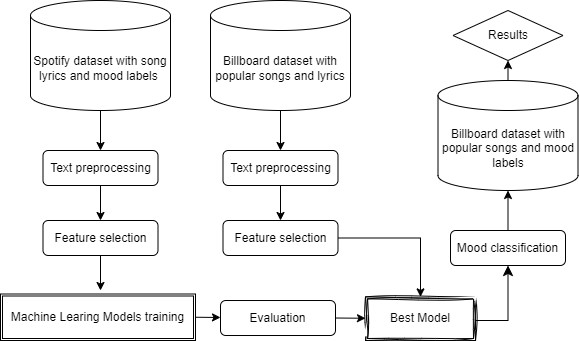 Spotify dataset with song
lyrics and mood labels
Billboard dataset with
popular songs and lyrics
Results
Billboard dataset with
popular songs and mood
labels
Text preprocessing
Text preprocessing
Feature selection
Feature selection
Mood classification
Machine Learing Models training
Evaluation
Best Model